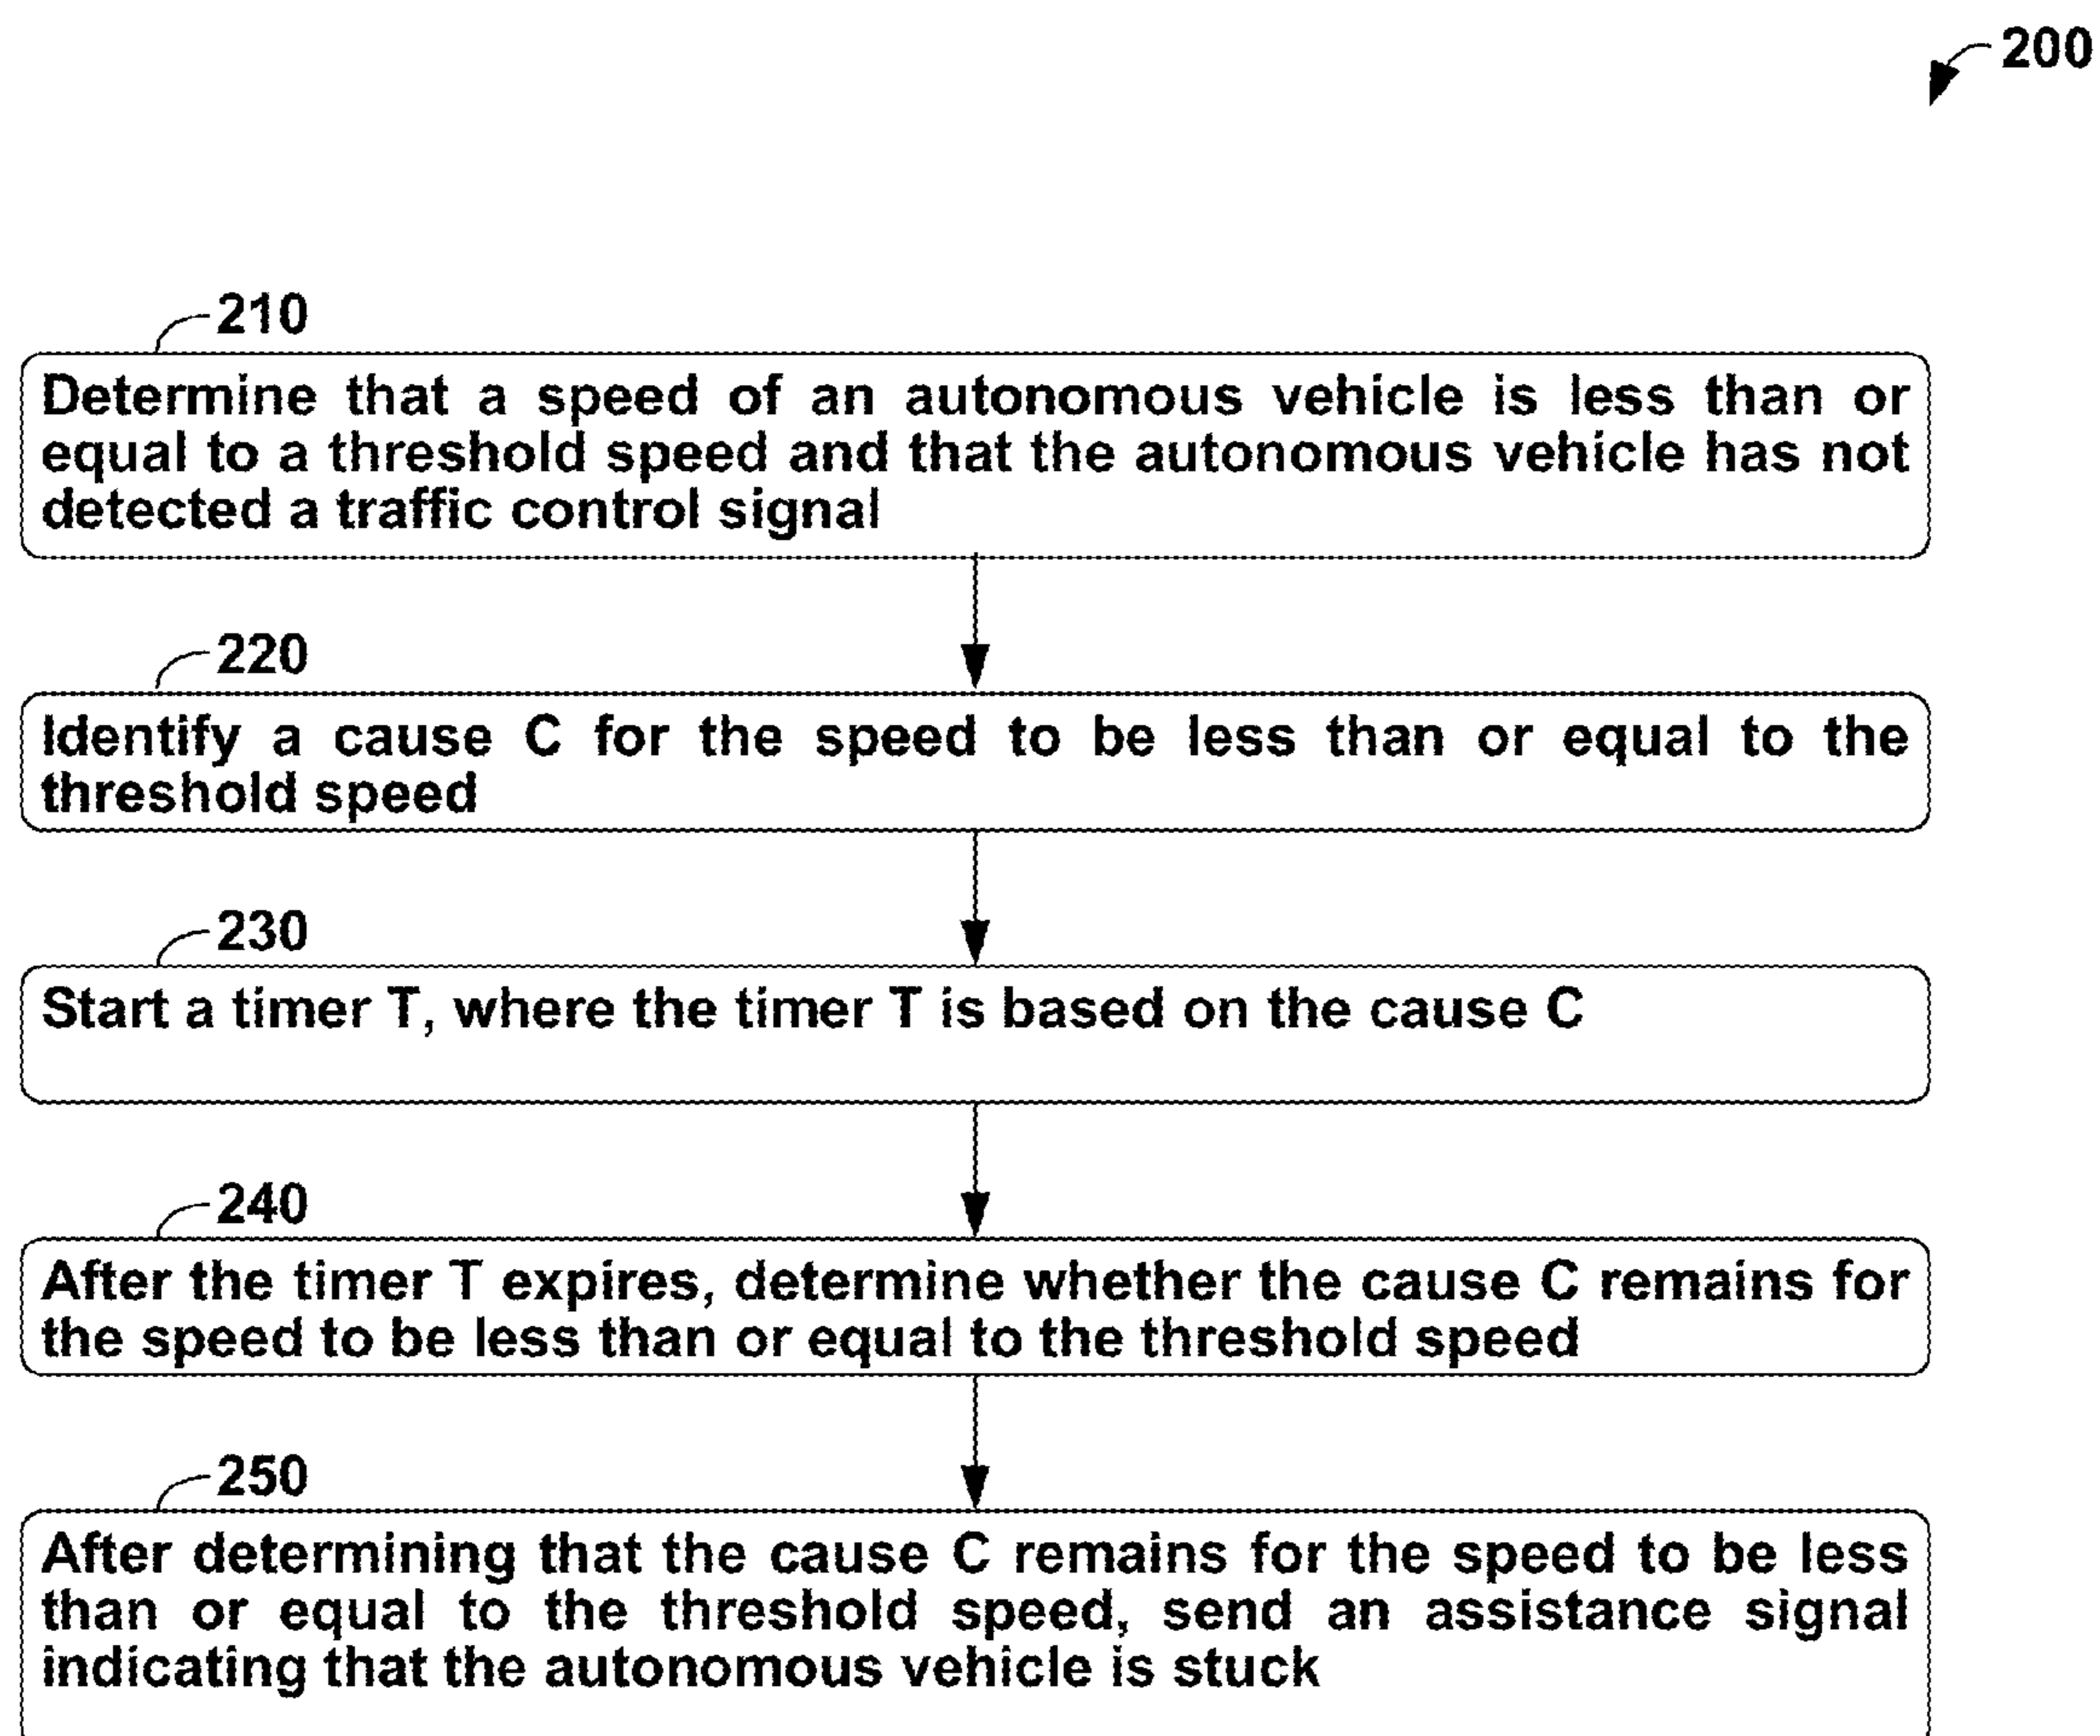 200
210
Determine that a speed of an autonomous vehicle is less than or
equal to a threshold speed and that the autonomous vehicle has not
detected a traffic control signal
220
Identify a cause C for the speed to be less than or equal to the
threshold speed
230
Start a timer T, where the timer T is based on the cause C
240
After the timer T expires, determine whether the cause C remains for
the speed to be less than or equal to the threshold speed
250
After determining that the cause C remains for the speed to be less
than or equal to the threshold speed, send an assistance signal
indicating that the autonomous vehicle is stuck